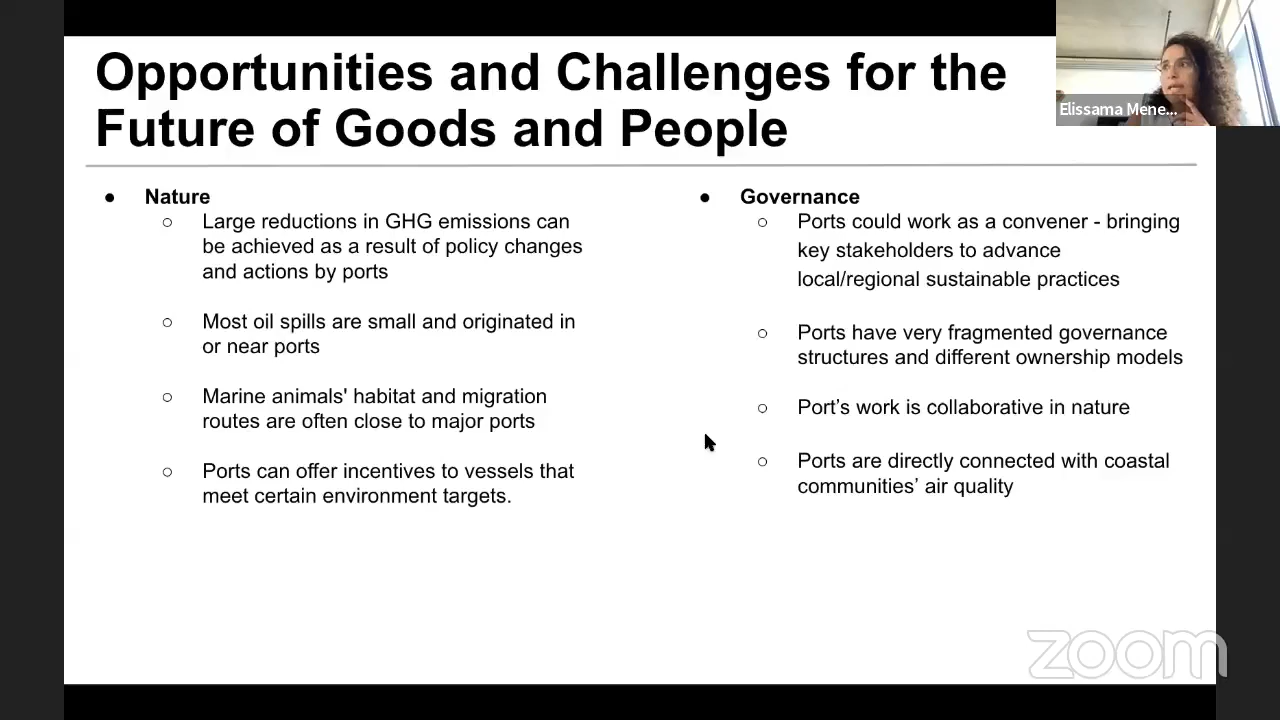 Opportunities and Challenges for the
Future of Goods and People
Elissama Mene...
● Nature
○ Large reductions in GHG emissions can
be achieved as a result of policy changes
and actions by ports
○ Most oil spills are small and originated in
or near ports
○ Marine animals' habitat and migration
routes are often close to major ports
○ Ports can offer incentives to vessels that
meet certain environment targets.
● Governance
○ Ports could work as a convener - bringing
key stakeholders to advance
local/regional sustainable practices
○ Ports have very fragmented governance
structures and different ownership models
○ Port’s work is collaborative in nature
○ Ports are directly connected with coastal
communities’ air quality
zoom